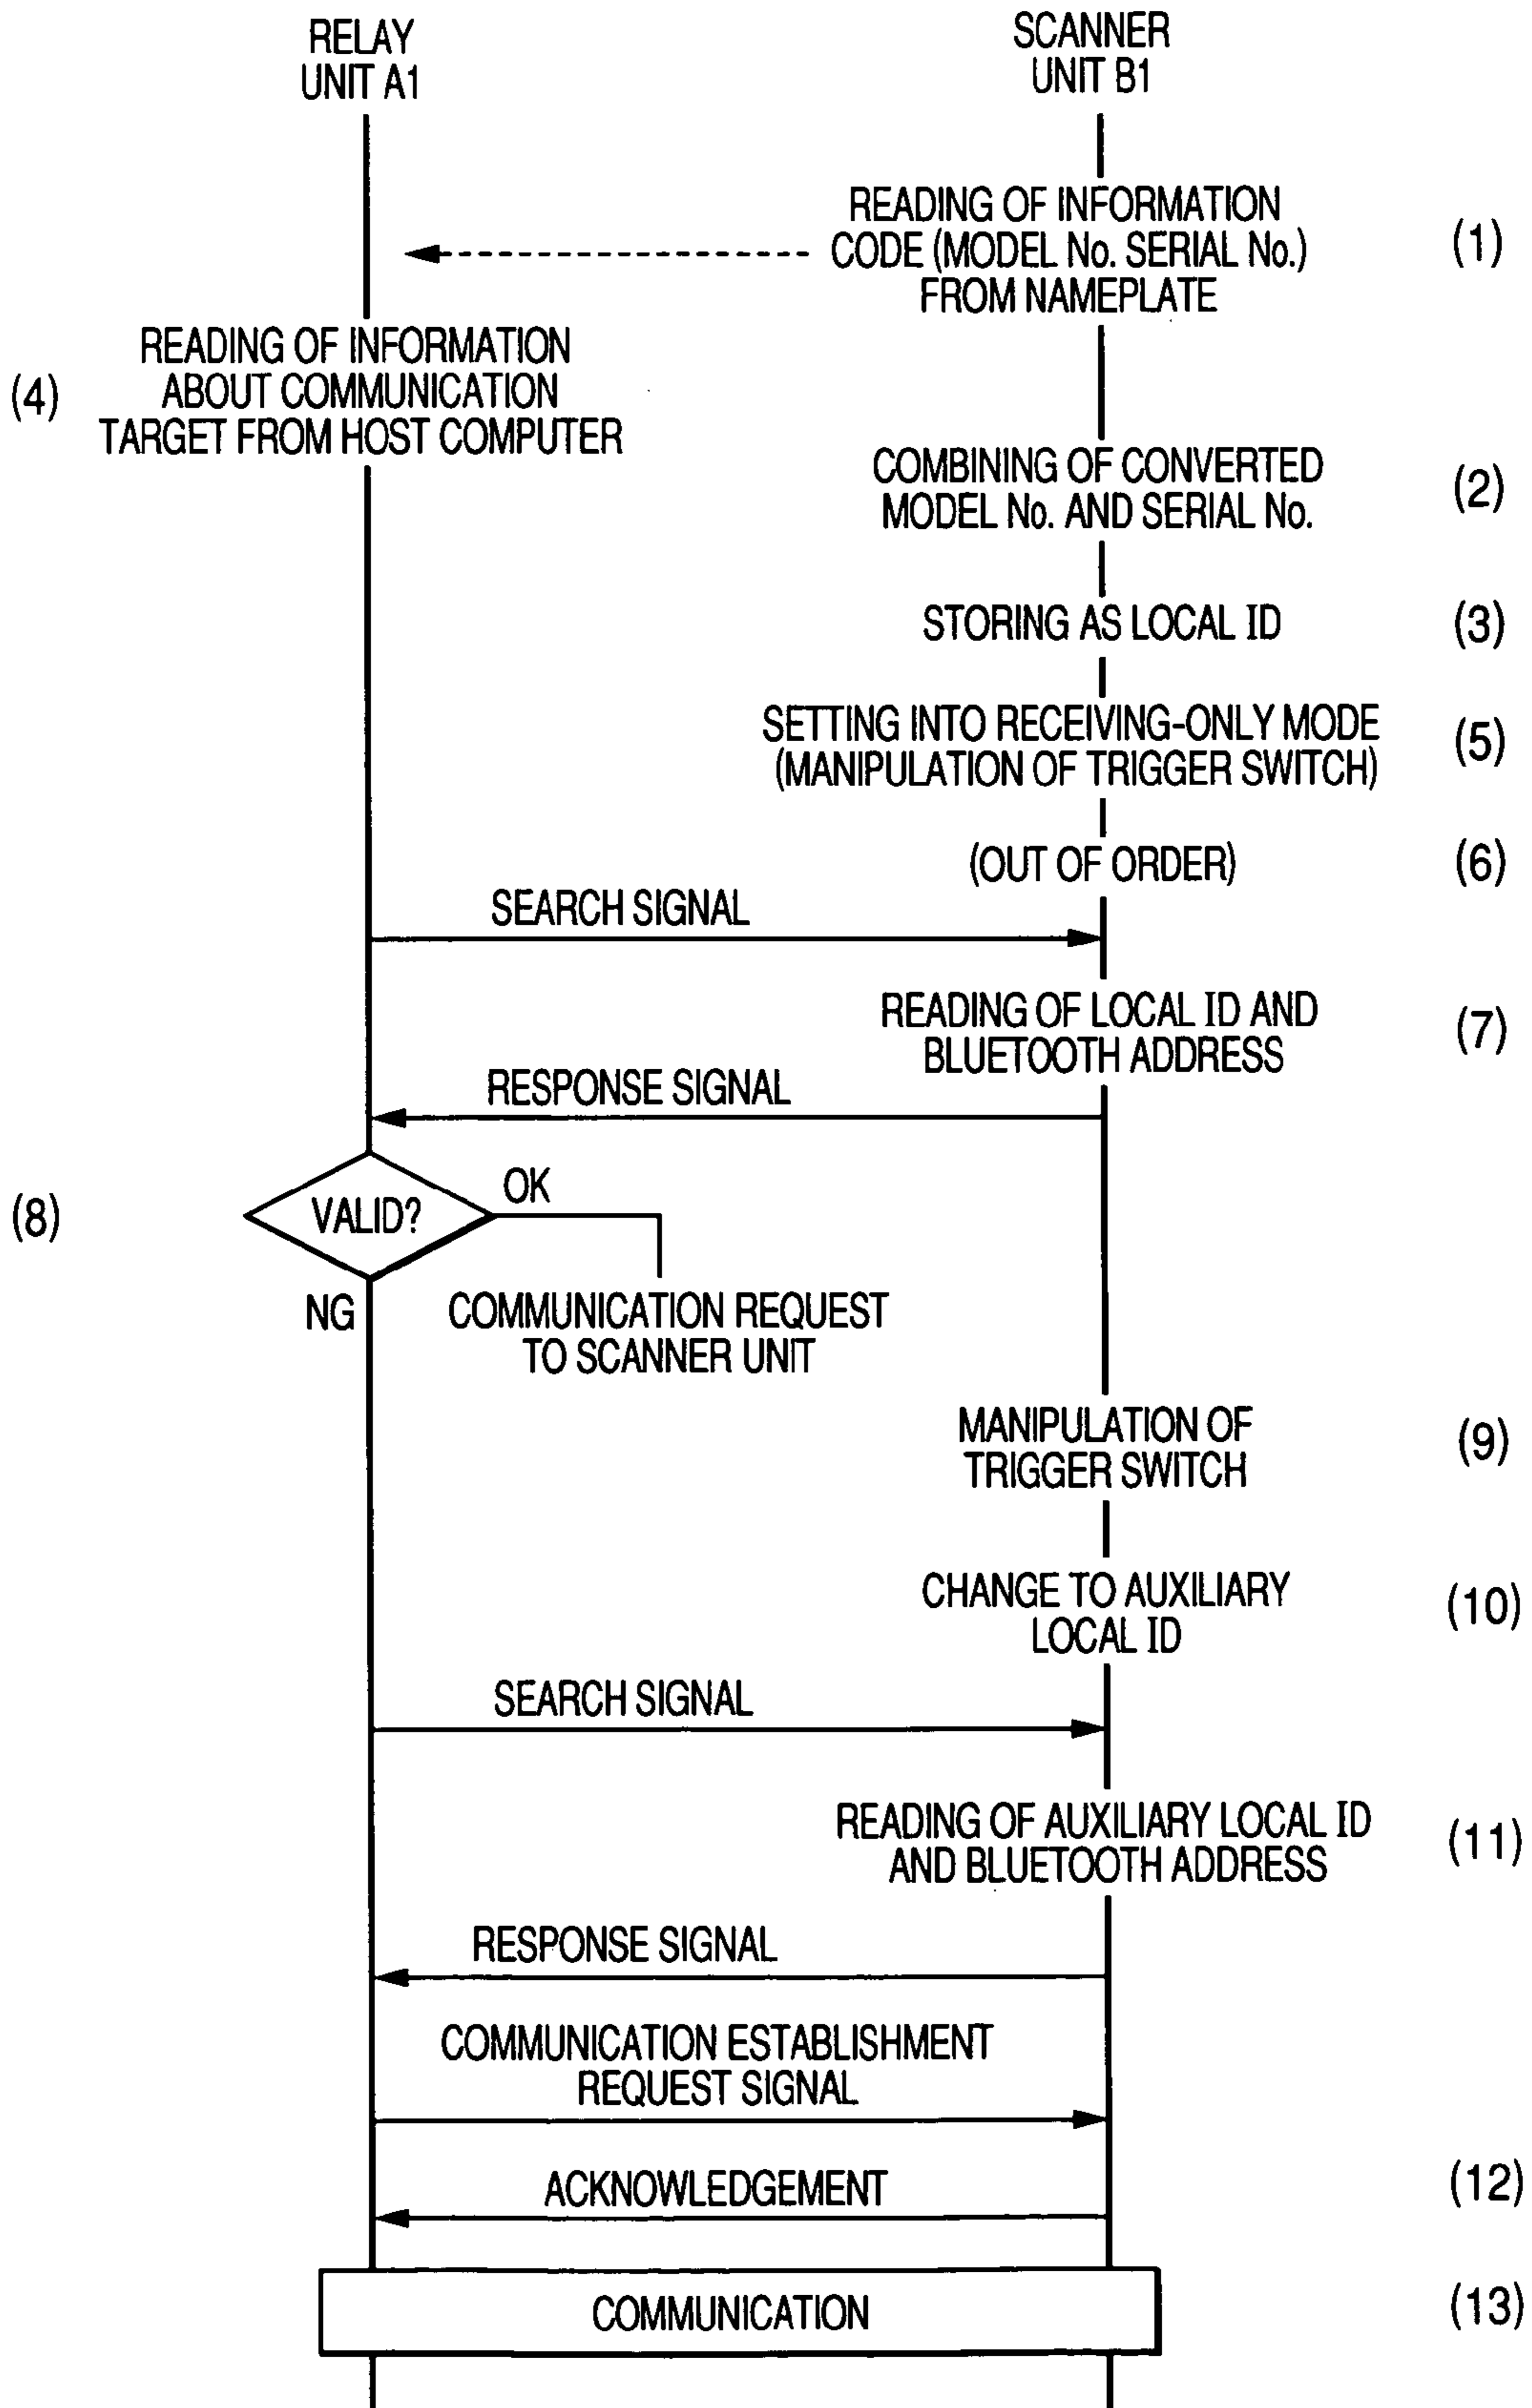 RELAY
UNIT A1
SCANNER
UNIT B1
READING OF INFORMATION
CODE (MODEL No. SERIAL No.)
FROM NAMEPLATE
(1)
(4)
READING OF INFORMATION
ABOUT COMMUNICATION
TARGET FROM HOST COMPUTER
COMBINING OF CONVERTED
MODEL No. AND SERIAL No.
(2)
STORING AS LOCAL ID
(3)
SETTING INTO RECEIVING-ONLY MODE
(MANIPULATION OF TRIGGER SWITCH)
(5)
(OUT OF ORDER)
(6)
SEARCH SIGNAL
READING OF LOCAL ID AND
BLUETOOTH ADDRESS
(7)
RESPONSE SIGNAL
(8)
VALID?
OK
NG
COMMUNICATION REQUEST
TO SCANNER UNIT
MANIPULATION OF
TRIGGER SWITCH
(9)
CHANGE TO AUXILIARY
LOCAL ID
(10)
SEARCH SIGNAL
READING OF AUXILIARY LOCAL ID
AND BLUETOOTH ADDRESS
(11)
RESPONSE SIGNAL
COMMUNICATION ESTABLISHMENT
REQUEST SIGNAL
ACKNOWLEDGEMENT
(12)
COMMUNICATION
(13)